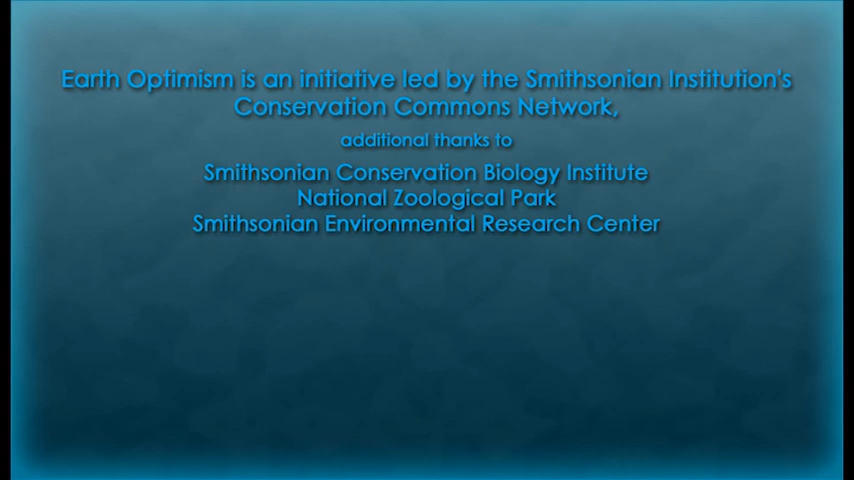 Earth Optimism is an initiative led by the Smithsonian Institution's
Conservation Commons Network,
additional thanks to
Smithsonian Conservation Biology Institute
National Zoological Park
Smithsonian Environmental Research Center